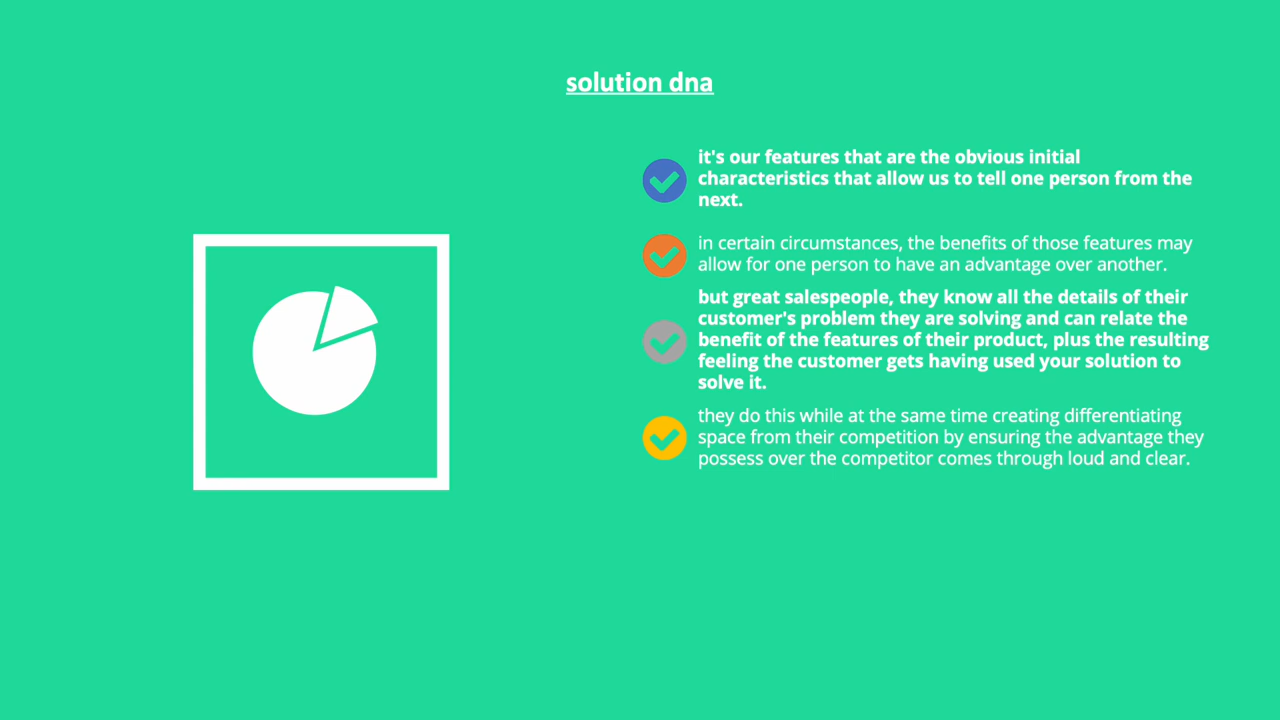 solution dna
it's our features that are the obvious initial
characteristics that allow us to tell one person from the
next.
in certain circumstances, the benefits of those features may
allow for one person to have an advantage over another.
but great salespeople, they know all the details of their
customer's problem they are solving and can relate the
benefit of the features of their product, plus the resulting
feeling the customer gets having used your solution to
solve it.
they do this while at the same time creating differentiating
space from their competition by ensuring the advantage they
possess over the competitor comes through loud and clear.